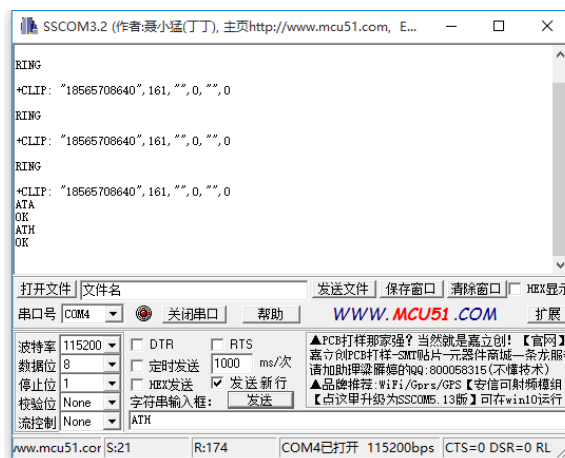 SSCOM3.2 (作者:聂小猛(丁丁), 主页http://www.mcu51.com, E...
RING
+CLIP: "18565708640",161,"",0,"",0
RING
+CLIP: "18565708640",161,"",0,"",0
RING
+CLIP: "18565708640",161,"",0,"",0
ATA
OK
ATH
OK
打开文件 文件名 发送文件 保存窗口 清除窗口 HEX显示
串口号 COM4 关闭串口 帮助 WWW.MCU51.COM 扩展
波特率 115200 DTR RTS
数据位 8 定时发送 1000 ms/次
停止位 1 HEX发送 发送新行
校验位 None 字符串输入框: 发送
流控制 None ATH
▲PCB打样那家强? 当然就是嘉立创! 【官网】
嘉立创PCB打样-SMT贴片-元器件商城一条龙服
请加助理梁雁婷的QQ:800058315(不懂技术)
▲品牌推荐:WiFi/Gprs/GPS【安信可射频模组
【点这里升级为SSCOM5.13版】可在win10运行
www.mcu51.cor S:21 R:174 COM4已打开 115200bps CTS=0 DSR=0 RL